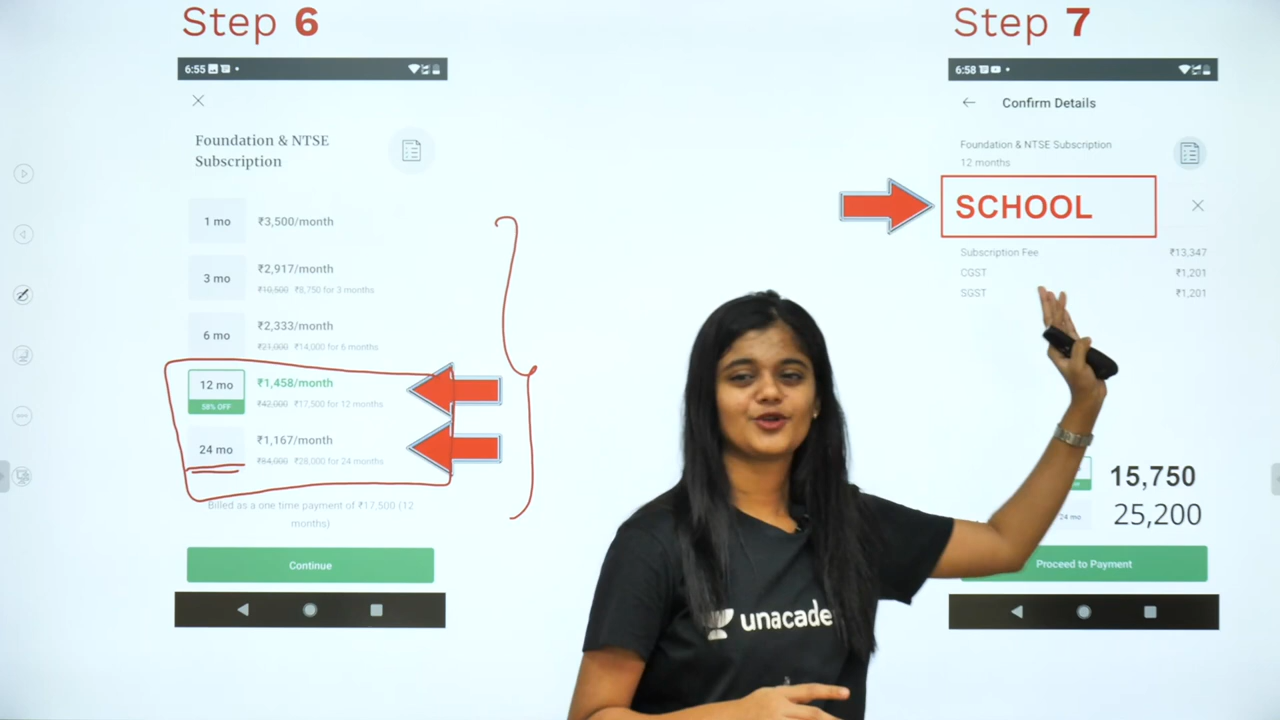 Step 6
6:55
Foundation & NTSE
Subscription
1 mo
₹3,500/month
3 mo
₹2,917/month
₹10,500 ₹8,750 for 3 months
6 mo
₹2,333/month
₹21,000 ₹14,000 for 6 months
12 mo
₹1,458/month
58% OFF
₹42,000 ₹17,500 for 12 months
24 mo
₹1,167/month
₹84,000 ₹28,000 for 24 months
Billed as a one time payment of ₹17,500 (12
months)
Continue
Step 7
6:58
Confirm Details
Foundation & NTSE Subscription
12 months
SCHOOL
Subscription Fee ₹13,347
CGST ₹1,201
SGST ₹1,201
15,750
24 mo
25,200
Proceed to Payment
unacade